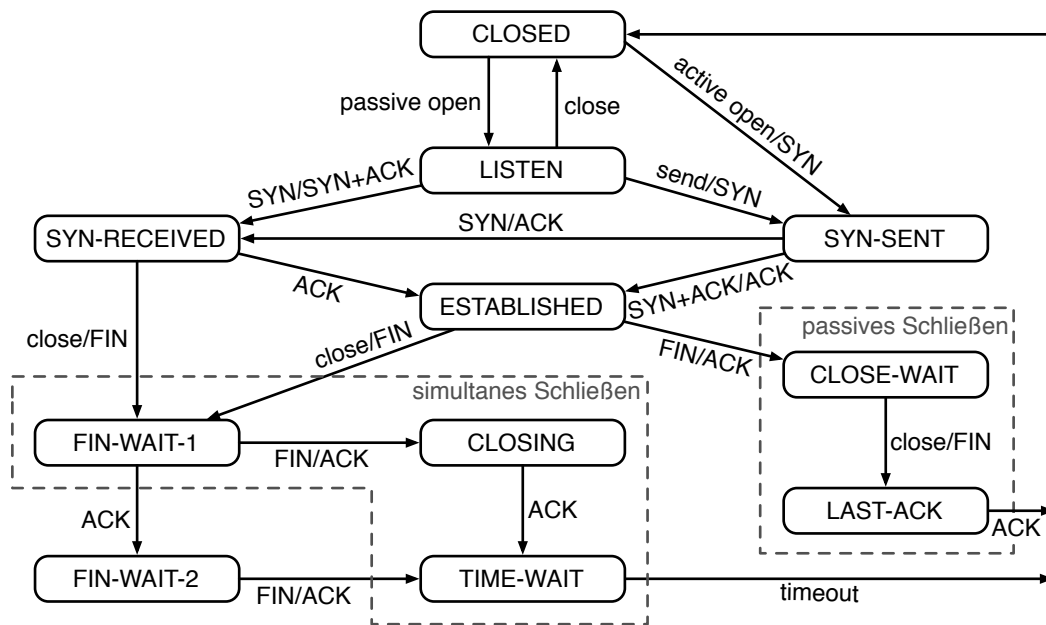 CLOSED
passive open
close
active open/SYN
LISTEN
SYN/SYN+ACK
send/SYN
SYN-RECEIVED
SYN/ACK
SYN-SENT
ACK
ESTABLISHED
SYN+ACK/ACK
close/FIN
close/FIN
FIN/ACK
passives Schließen
CLOSE-WAIT
simultanes Schließen
FIN-WAIT-1
FIN/ACK
CLOSING
close/FIN
ACK
ACK
LAST-ACK
ACK
FIN-WAIT-2
FIN/ACK
TIME-WAIT
timeout